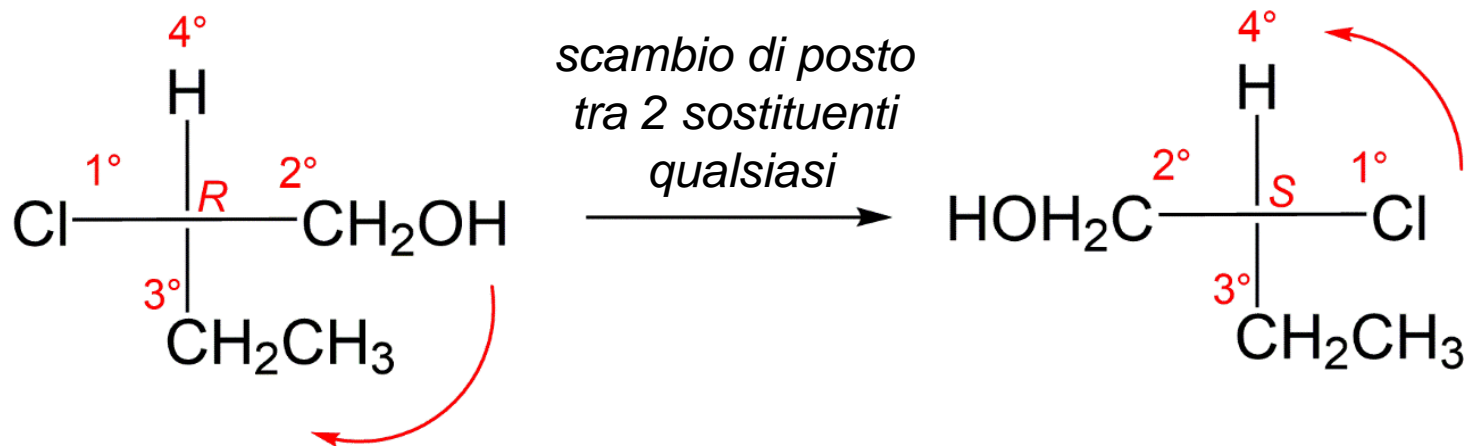 4°
H
1°
R
2°
Cl
CH₂OH
3°
CH₂CH₃
scambio di posto
tra 2 sostituenti
qualsiasi
4°
H
2°
S
1°
HOH₂C
Cl
3°
CH₂CH₃